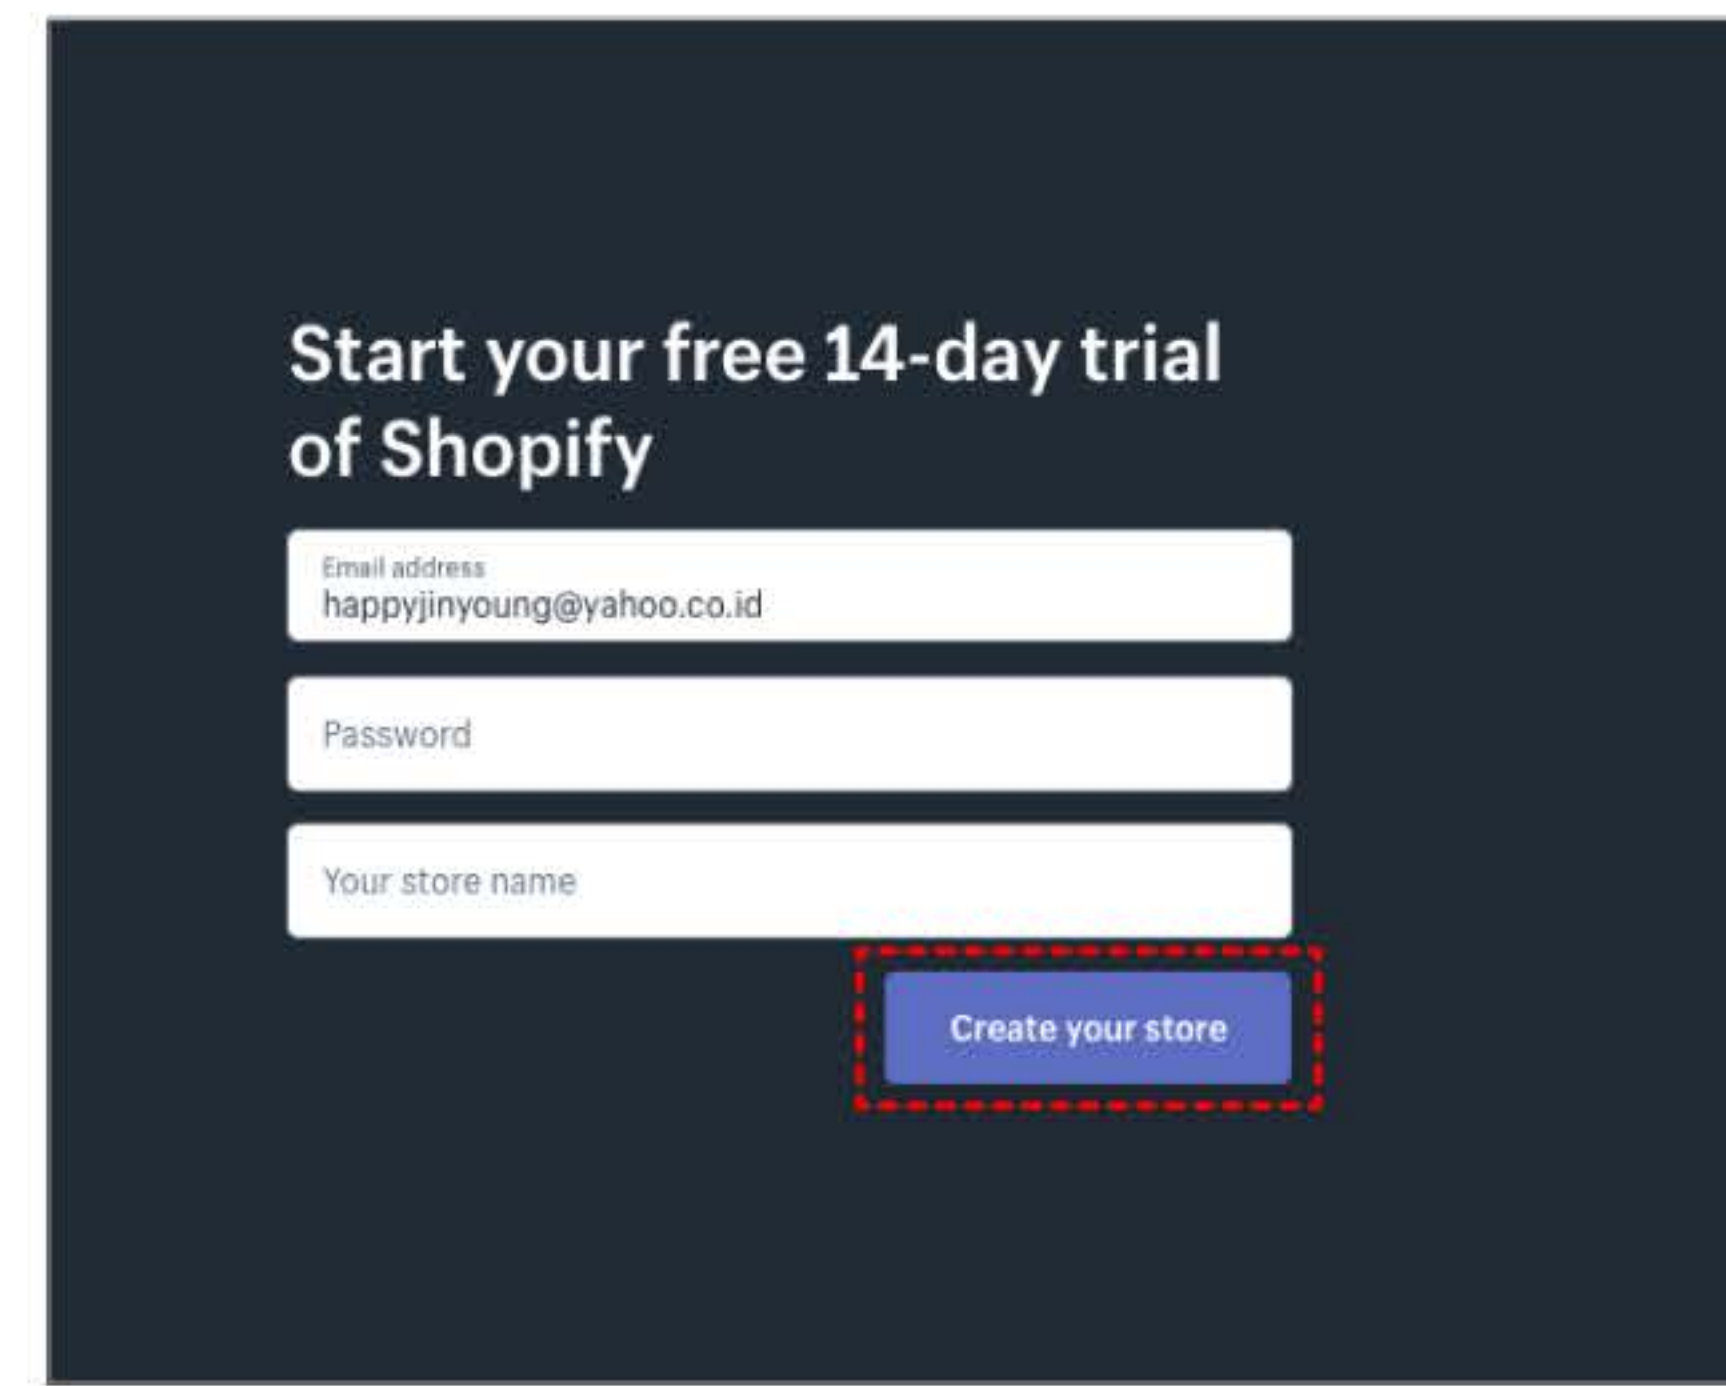 Start your free 14-day trial
of Shopify
Email address
happyjinyoung@yahoo.co.id
Password
Your store name
Create your store